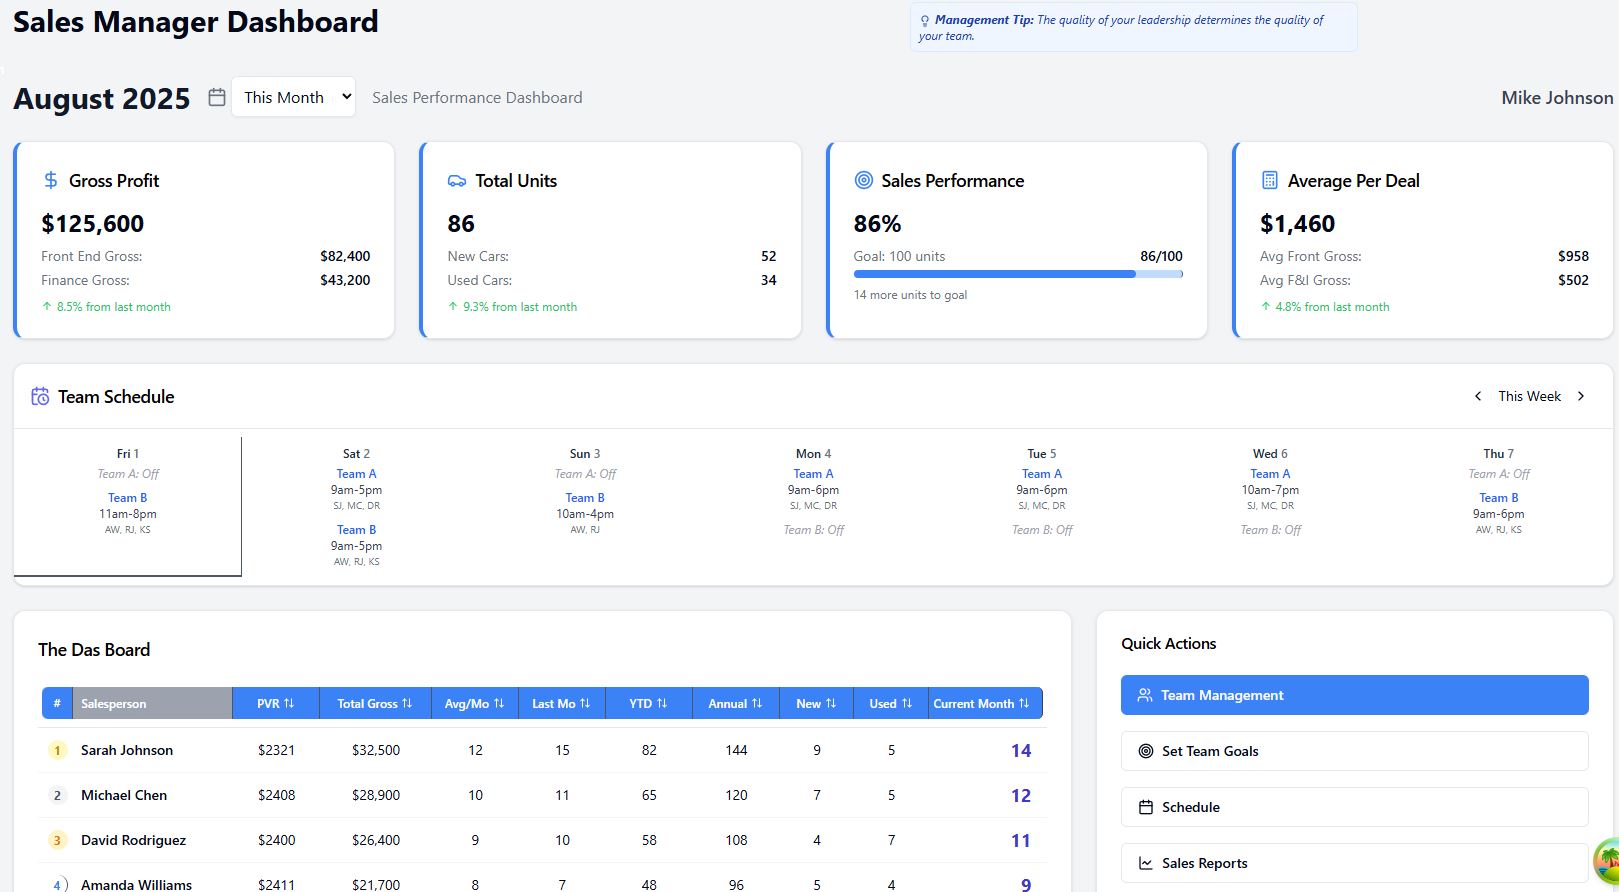 Sales Manager Dashboard
Management Tip: The quality of your leadership determines the quality of
your team.
August 2025
This Month
Sales Performance Dashboard
Mike Johnson
Gross Profit
$125,600
Front End Gross: $82,400
Finance Gross: $43,200
↑ 8.5% from last month
Total Units
86
New Cars: 52
Used Cars: 34
↑ 9.3% from last month
Sales Performance
86%
Goal: 100 units 86/100
14 more units to goal
Average Per Deal
$1,460
Avg Front Gross: $958
Avg F&I Gross: $502
↑ 4.8% from last month
Team Schedule
This Week
Fri 1
Team A: Off
Team B
11am-8pm
AW, RJ, KS
Sat 2
Team A
9am-5pm
SJ, MC, DR
Team B
9am-5pm
AW, RJ, KS
Sun 3
Team A: Off
Team B
10am-4pm
AW, RJ
Mon 4
Team A
9am-6pm
SJ, MC, DR
Team B: Off
Tue 5
Team A
9am-6pm
SJ, MC, DR
Team B: Off
Wed 6
Team A
10am-7pm
SJ, MC, DR
Team B: Off
Thu 7
Team A: Off
Team B
9am-6pm
AW, RJ, KS
The Das Board
# Salesperson PVR Total Gross Avg/Mo Last Mo YTD Annual New Used Current Month
1 Sarah Johnson $2321 $32,500 12 15 82 144 9 5 14
2 Michael Chen $2408 $28,900 10 11 65 120 7 5 12
3 David Rodriguez $2400 $26,400 9 10 58 108 4 7 11
4 Amanda Williams $2411 $21,700 8 7 48 96 5 4 9
Quick Actions
Team Management
Set Team Goals
Schedule
Sales Reports